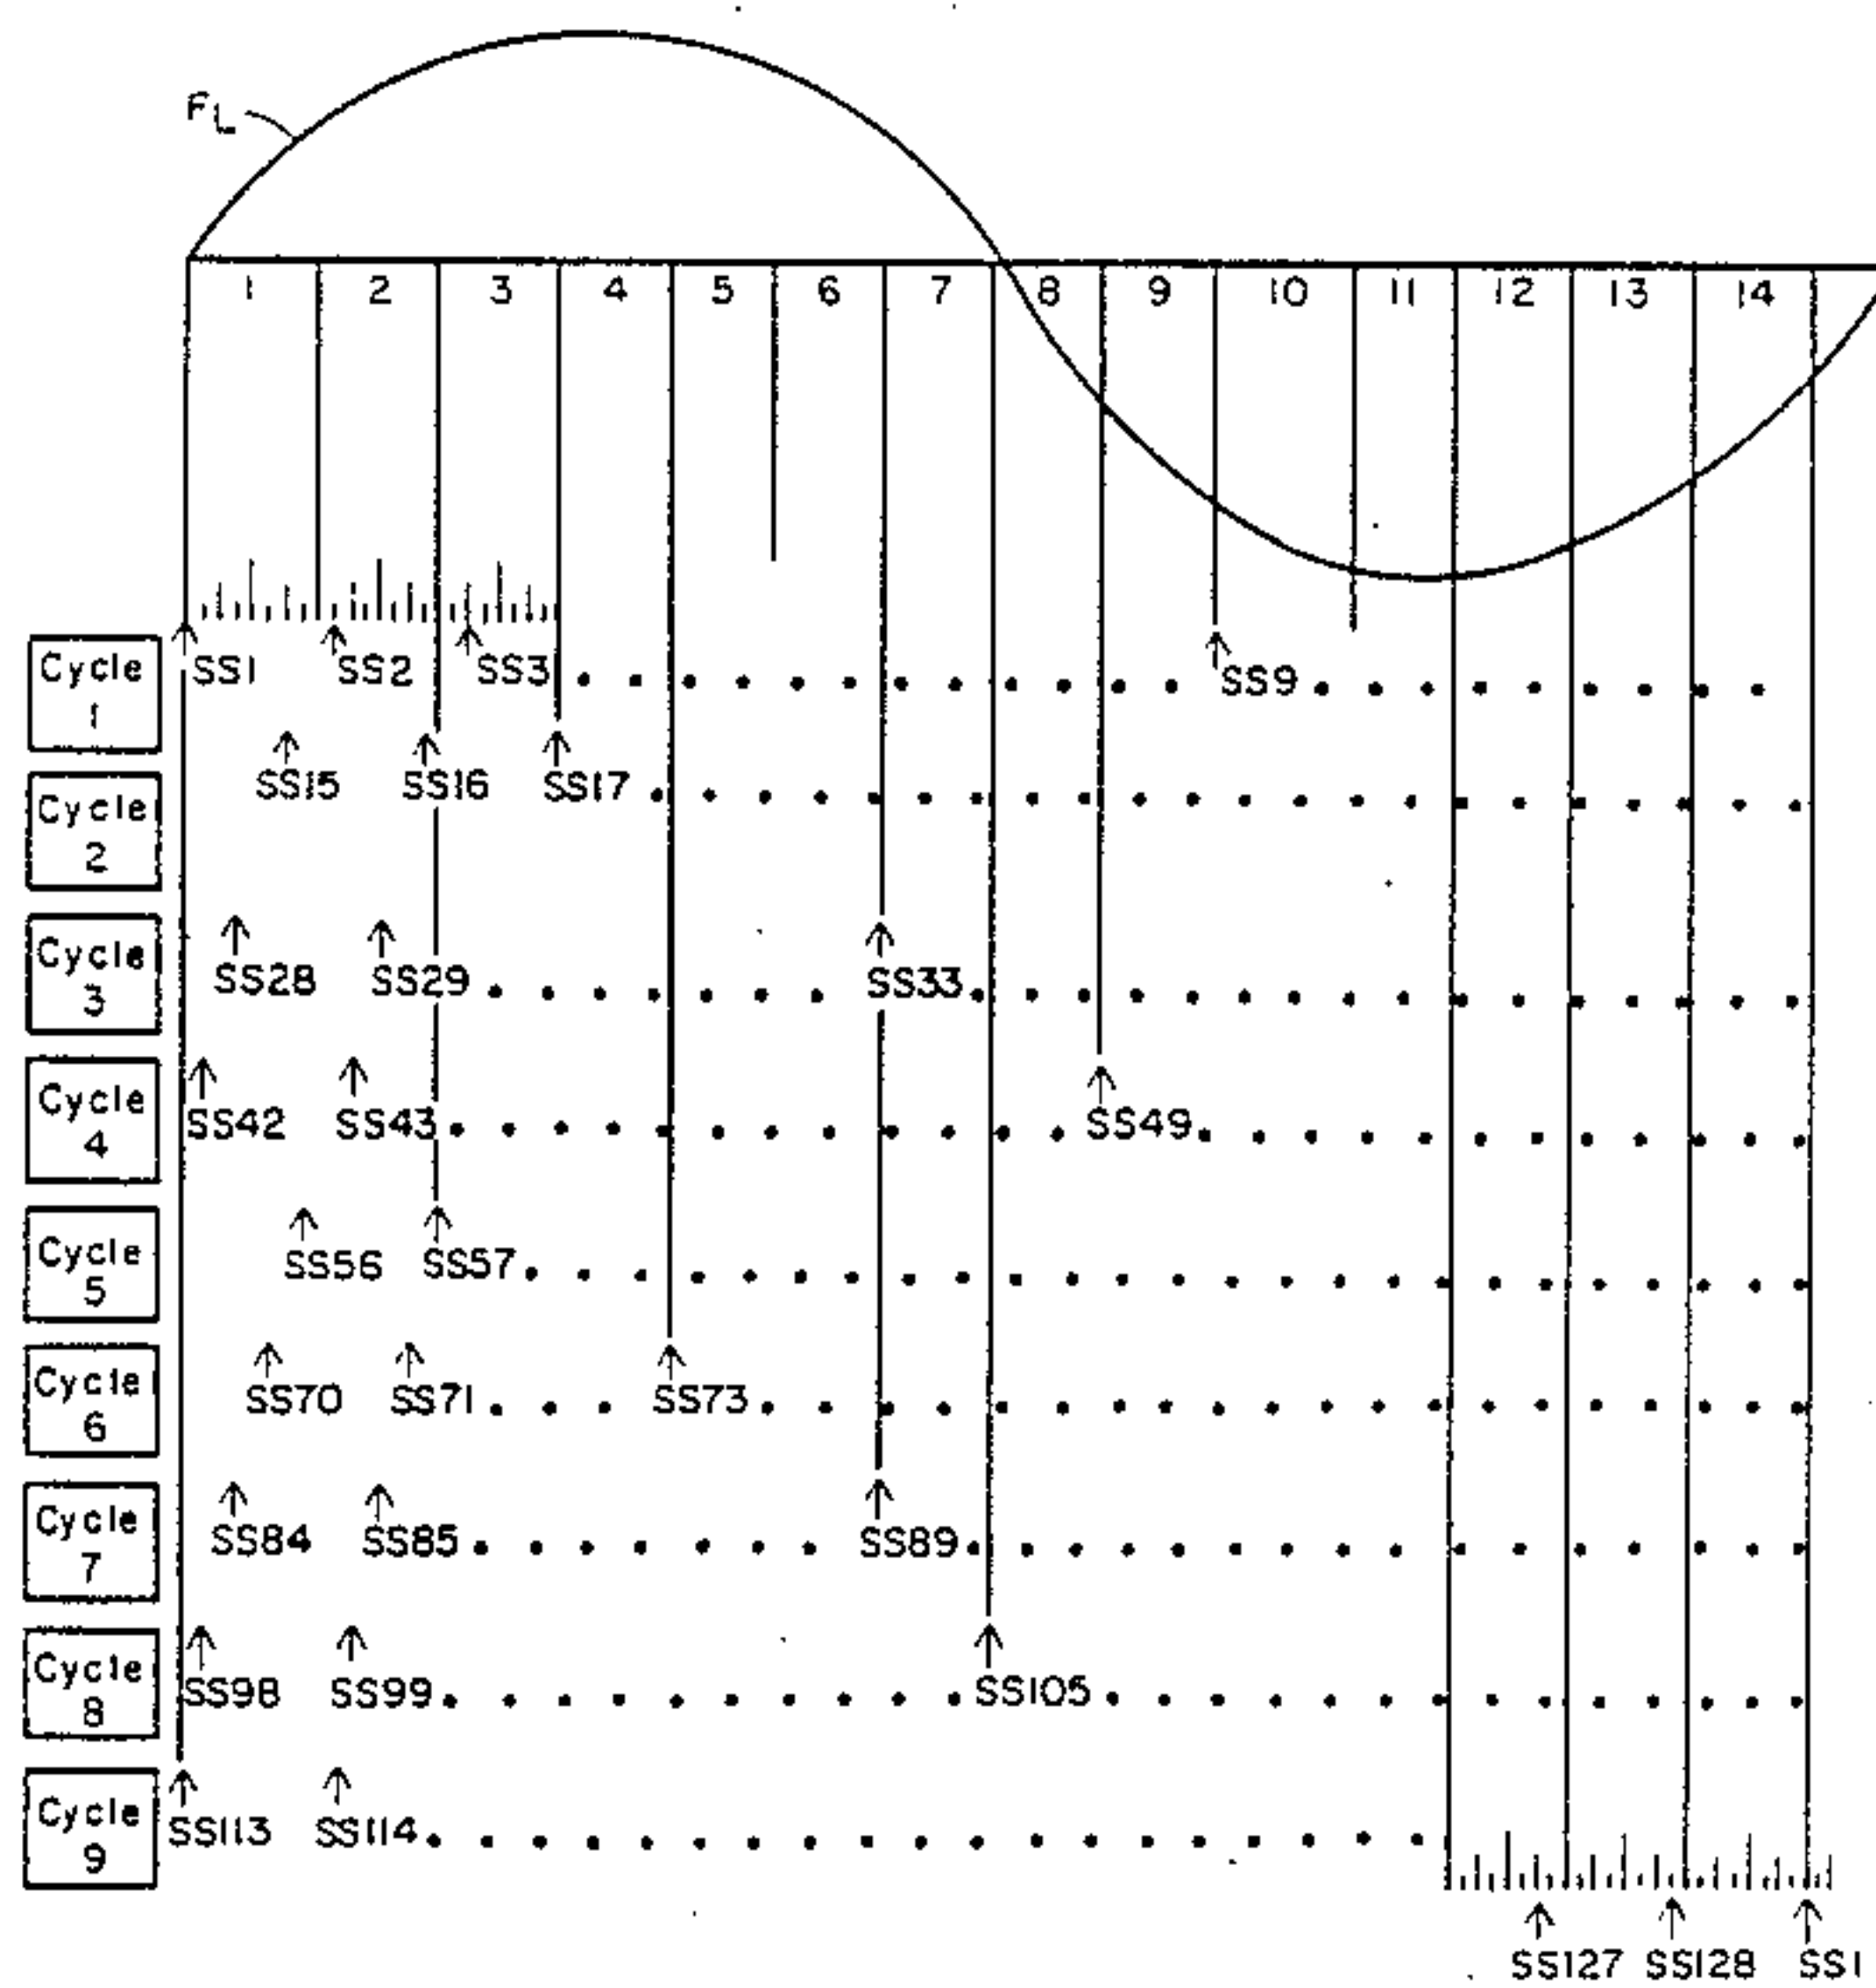 FL
1 2 3 4 5 6 7 8 9 10 11 12 13 14
Cycle
1
SS1 SS2 SS3 SS9
Cycle
2
SS15 SS16 SS17
Cycle
3
SS28 SS29 SS33
Cycle
4
SS42 SS43 SS49
Cycle
5
SS56 SS57
Cycle
6
SS70 SS71 SS73
Cycle
7
SS84 SS85 SS89
Cycle
8
SS98 SS99 SS105
Cycle
9
SS113 SS114
SS127 SS128 SS1